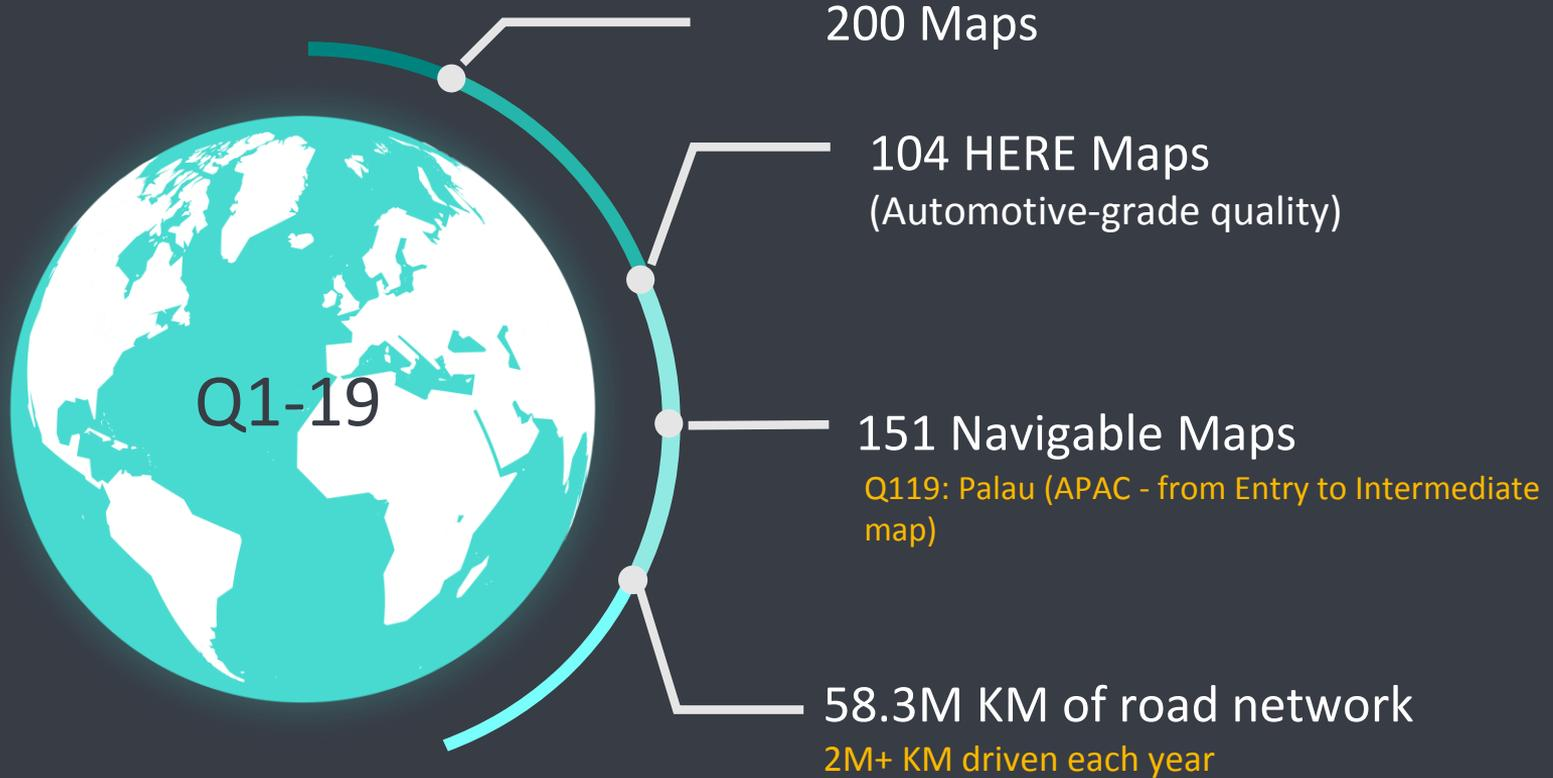 200 Maps
104 HERE Maps
(Automotive-grade quality)
Q1-19
151 Navigable Maps
Q119: Palau (APAC - from Entry to Intermediate
map)
58.3M KM of road network
2M+ KM driven each year